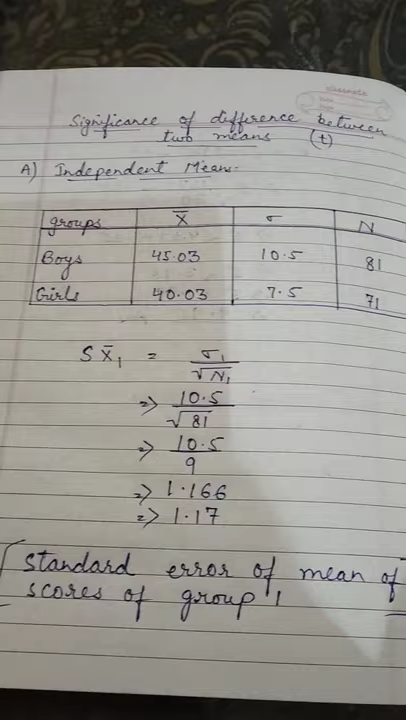 Significance of difference between
two means (t)
A) Independent Mean-
groups X̄ σ N
Boys 45.03 10.5 81
Girls 40.03 7.5 71
SX̄₁ = σ₁/√N₁
=> 10.5/√81
=> 10.5/9
=> 1.166
=> 1.17
Standard error of mean of
scores of group 1